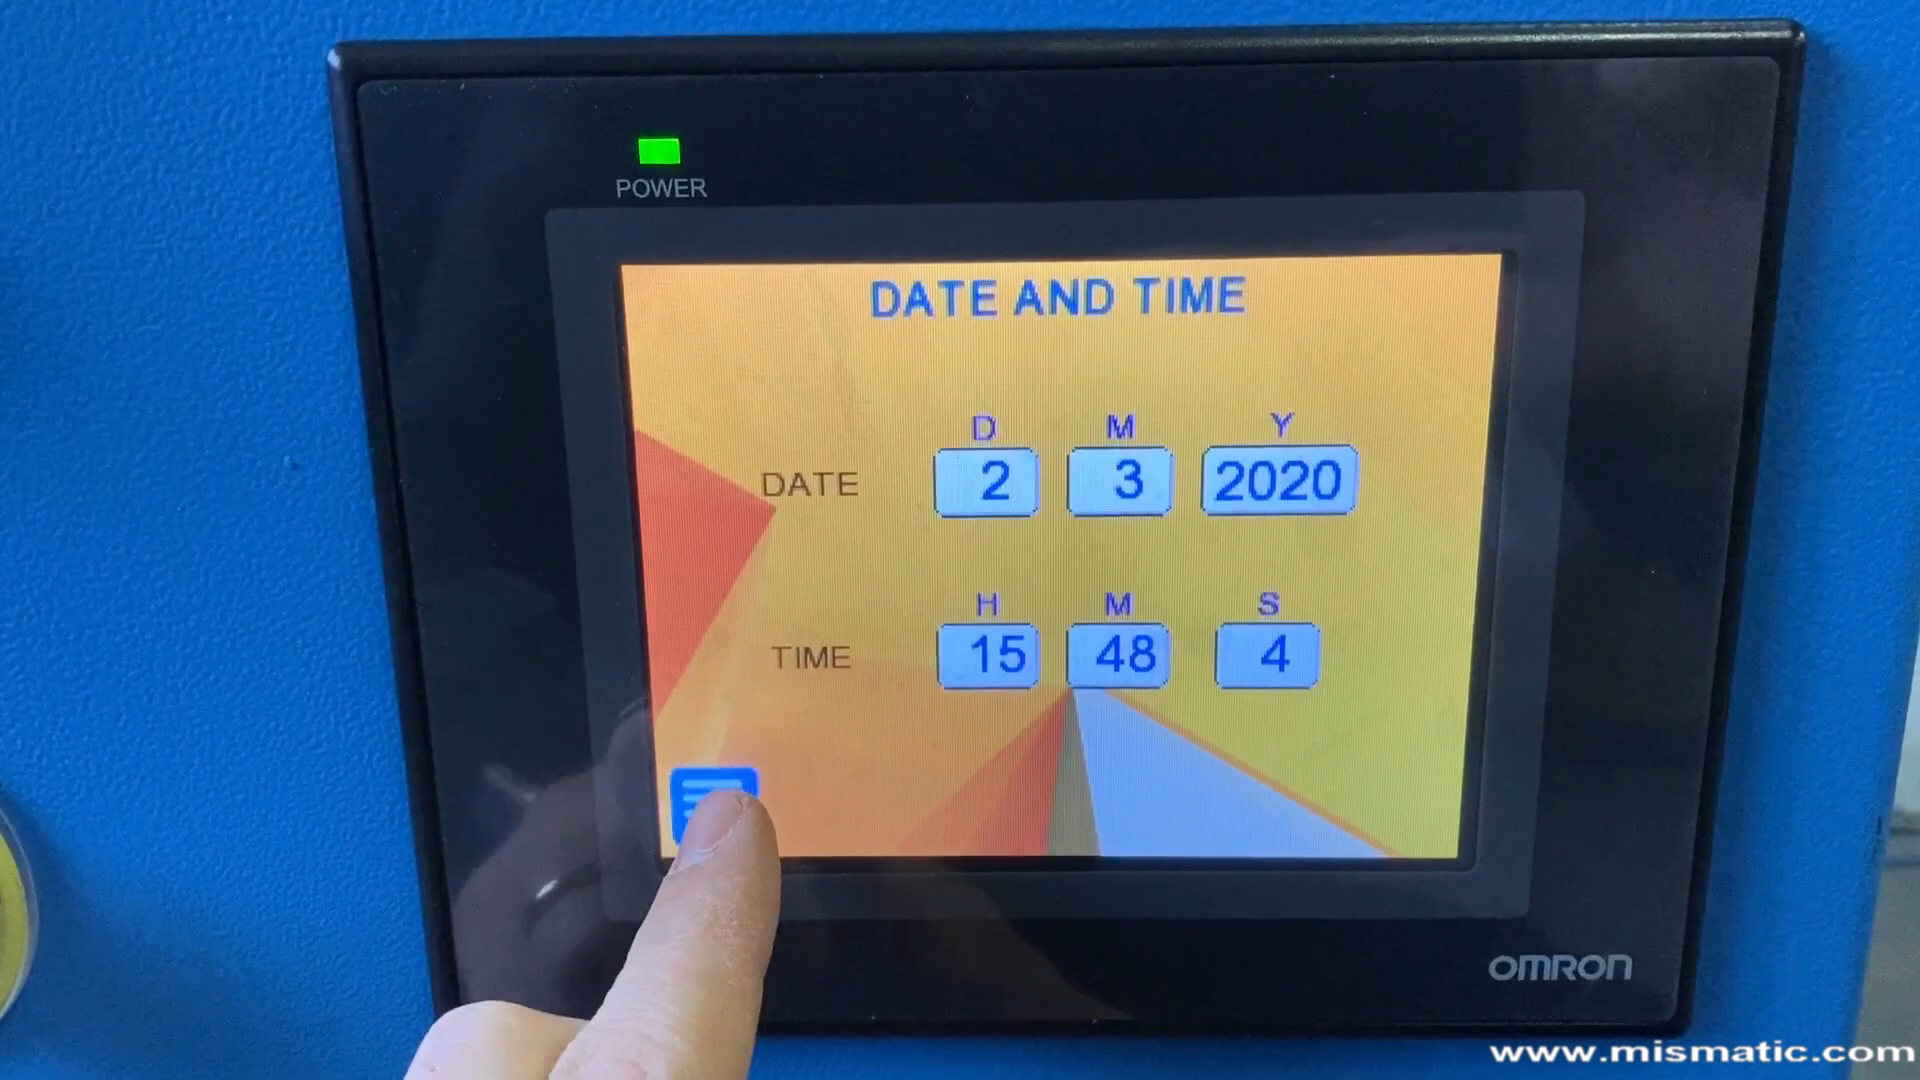 POWER
DATE AND TIME
D M Y
DATE 2 3 2020
H M S
TIME 15 48 4
OMRON
www.mismatic.com